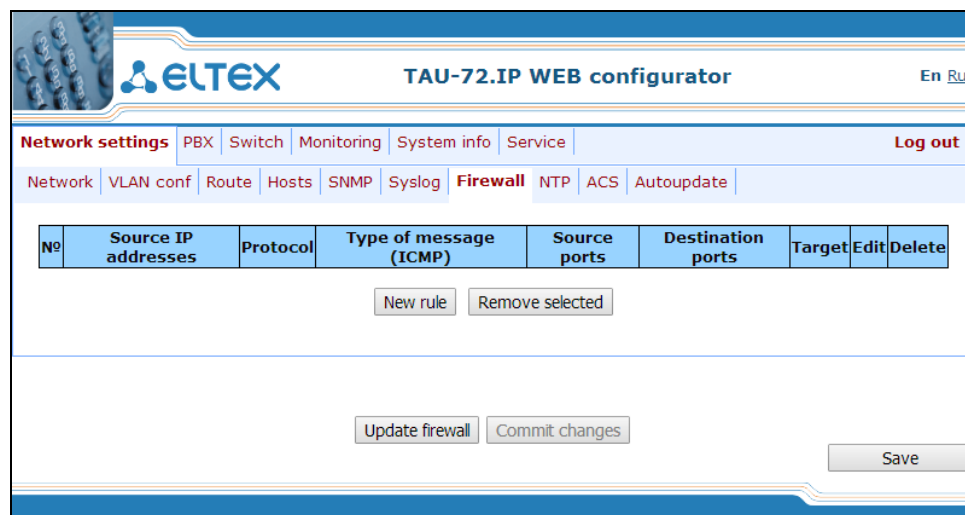 ELTEX
TAU-72.IP WEB configurator
En Ru
Network settings PBX Switch Monitoring System info Service Log out
Network VLAN conf Route Hosts SNMP Syslog Firewall NTP ACS Autoupdate
№ Source IP addresses Protocol Type of message (ICMP) Source ports Destination ports Target Edit Delete
New rule Remove selected
Update firewall Commit changes
Save